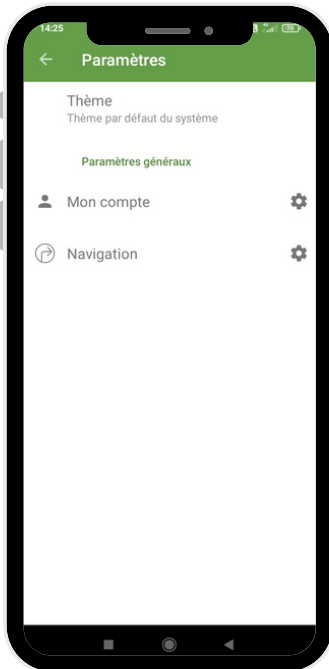 14:25
Paramètres
Thème
Thème par défaut du système
Paramètres généraux
Mon compte
Navigation